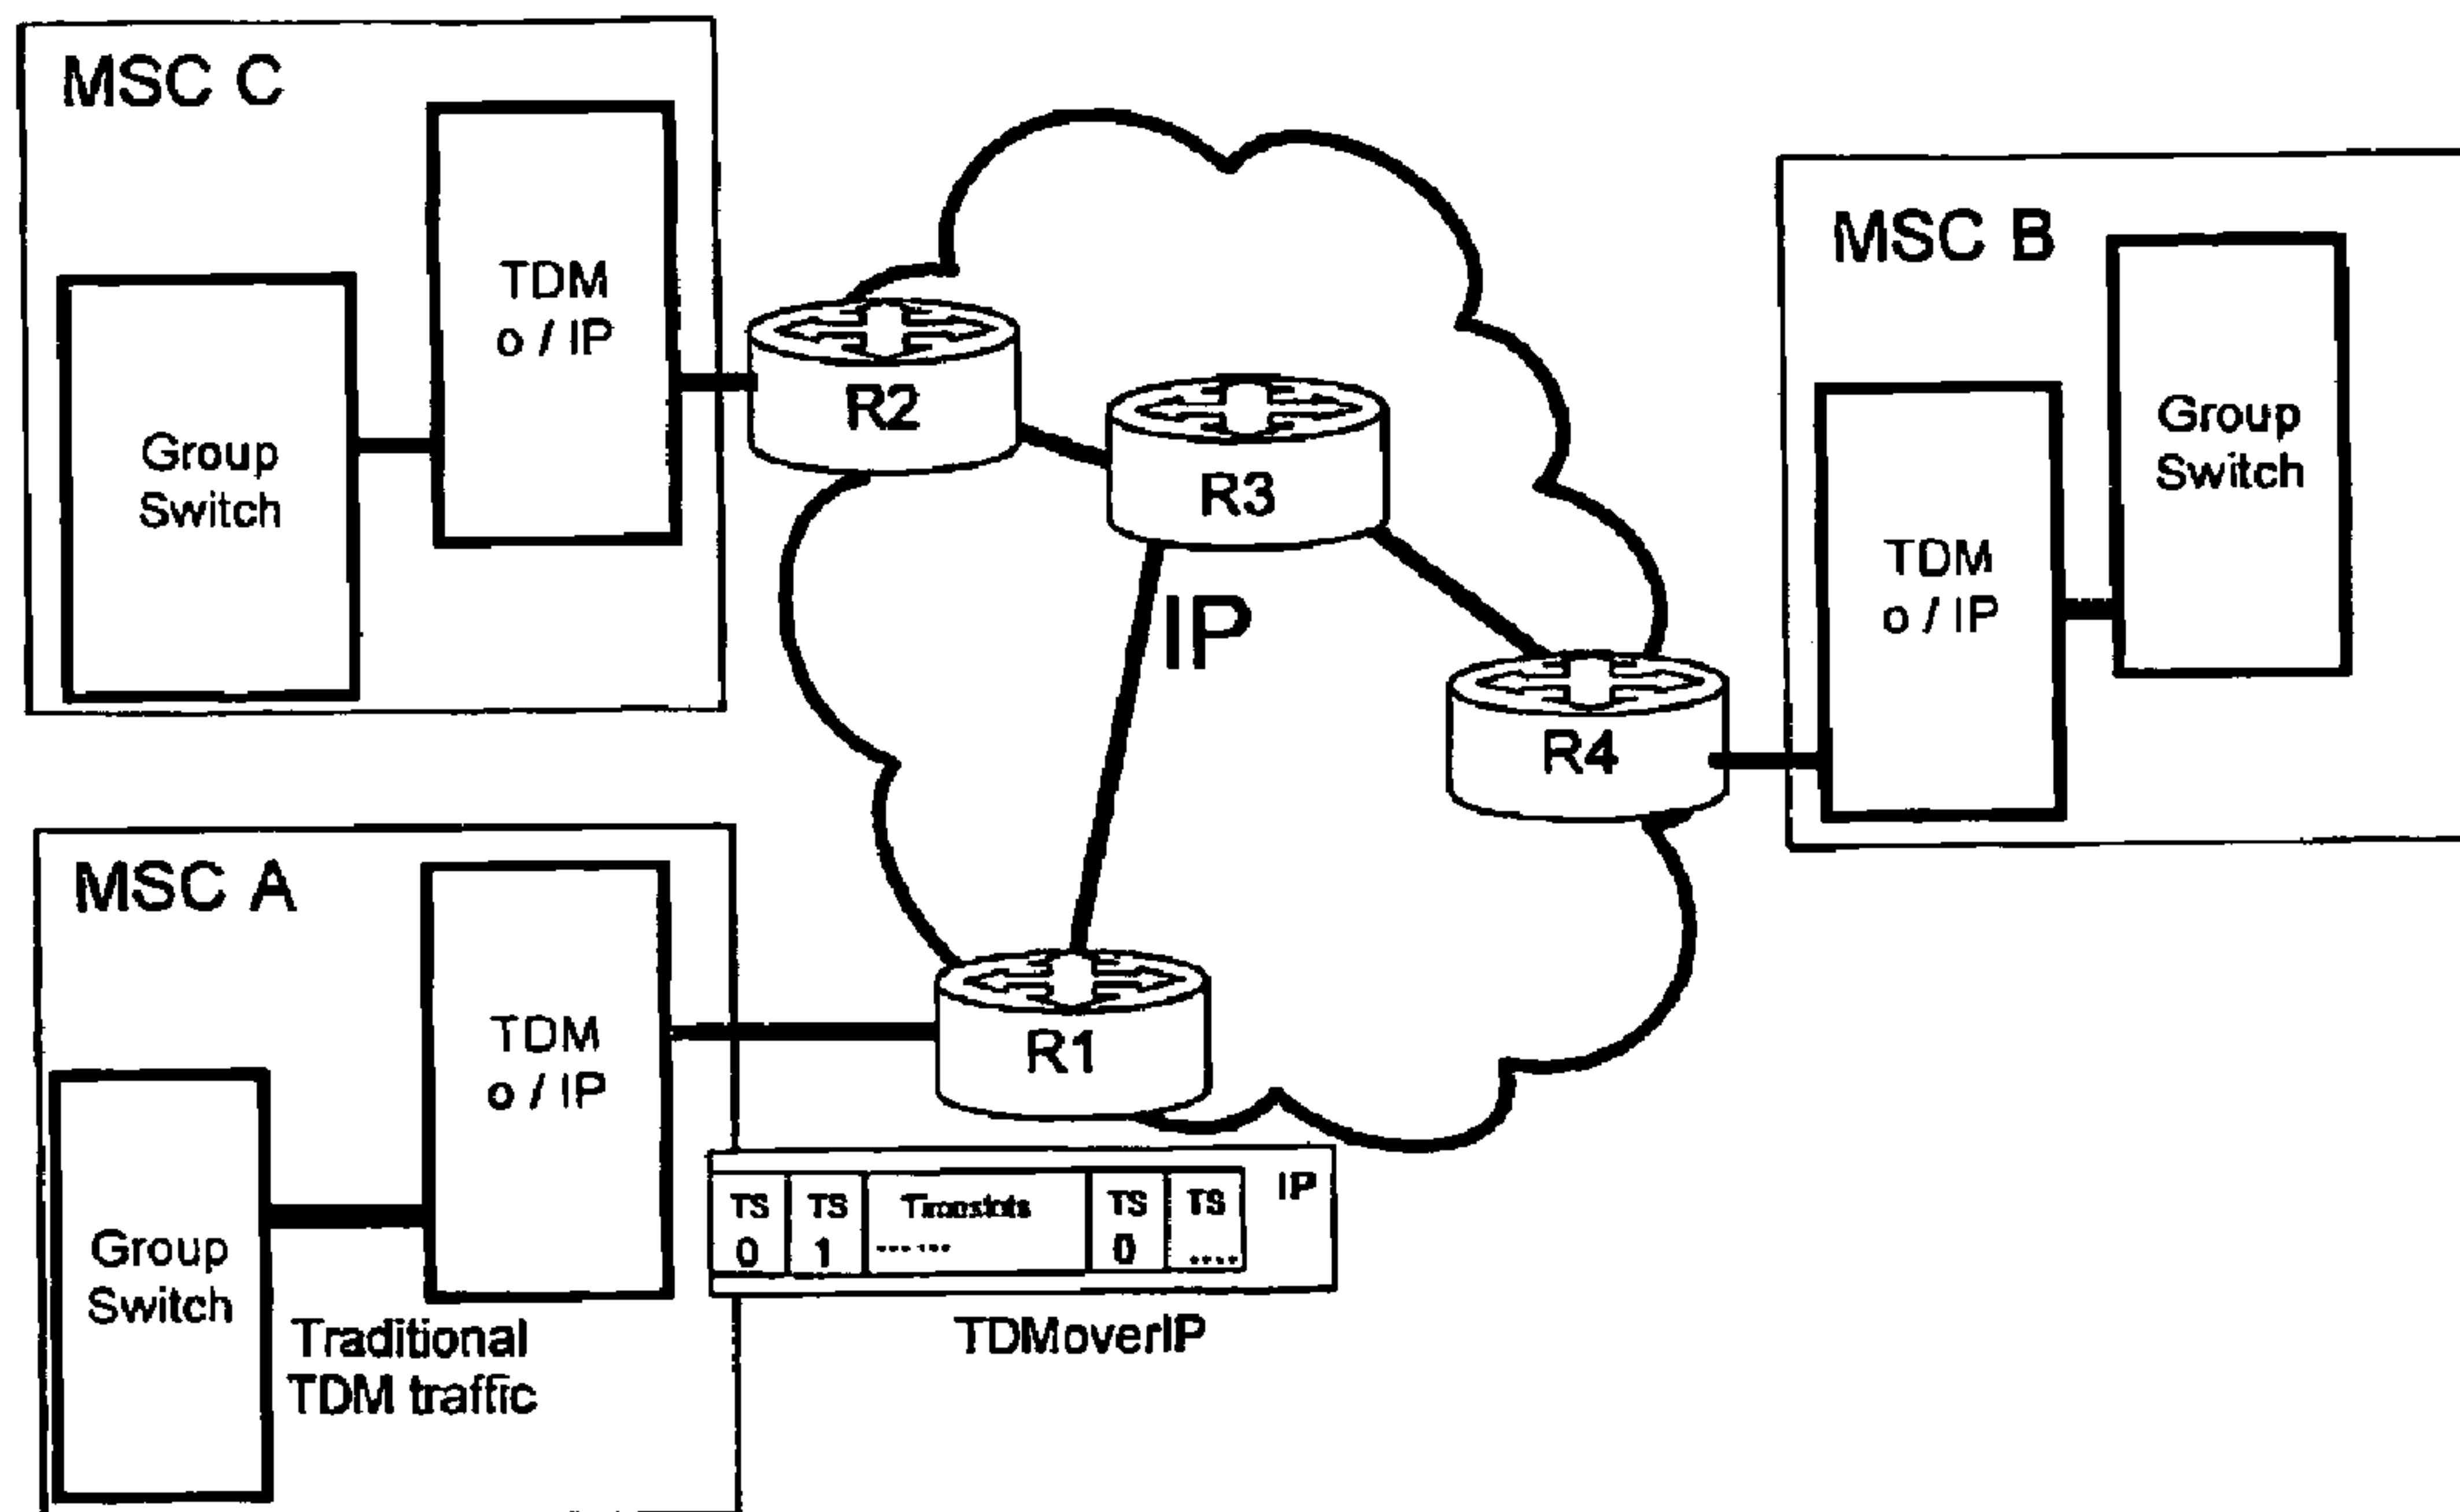 MSC C
TDM
o / IP
Group
Switch
R2
R3
IP
R4
MSC B
Group
Switch
TDM
o / IP
MSC A
TDM
o / IP
Group
Switch
Traditional
TDM traffic
R1
TS
0
TS
1
Timeslots
......
TS
0
TS
....
IP
TDMoverIP